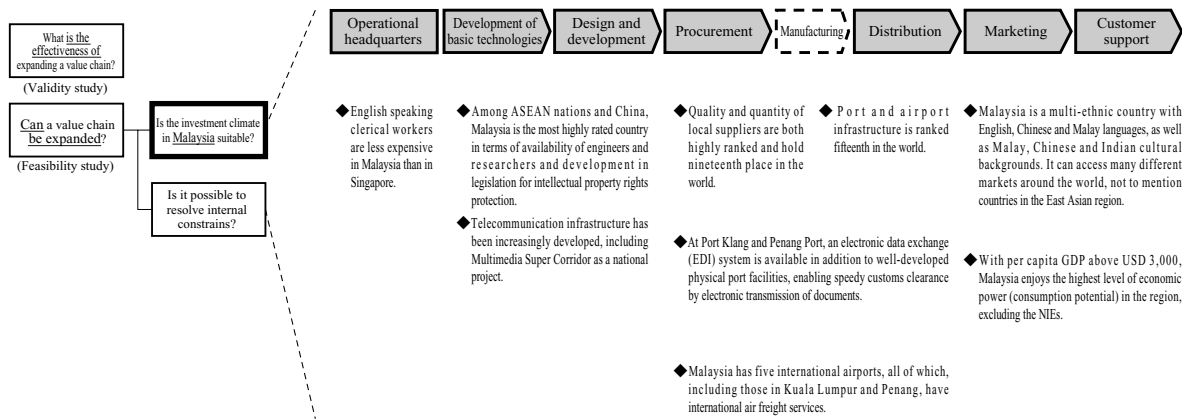 What is the
effectiveness of
expanding a value chain?
(Validity study)
Can a value chain
be expanded?
(Feasibility study)
Is the investment climate
in Malaysia suitable?
Is it possible to
resolve internal
constrains?
Operational
headquarters
Development of
basic technologies
Design and
development
Procurement
Manufacturing
Distribution
Marketing
Customer
support
◆English speaking
clerical workers
are less expensive
in Malaysia than in
Singapore.
◆Among ASEAN nations and China,
Malaysia is the most highly rated country
in terms of availability of engineers and
researchers and development in
legislation for intellectual property rights
protection.
◆Telecommunication infrastructure has
been increasingly developed, including
Multimedia Super Corridor as a national
project.
◆Quality and quantity of
local suppliers are both
highly ranked and hold
nineteenth place in the
world.
◆Port and airport
infrastructure is ranked
fifteenth in the world.
◆At Port Klang and Penang Port, an electronic data exchange
(EDI) system is available in addition to well-developed
physical port facilities, enabling speedy customs clearance
by electronic transmission of documents.
◆Malaysia has five international airports, all of which,
including those in Kuala Lumpur and Penang, have
international air freight services.
◆Malaysia is a multi-ethnic country with
English, Chinese and Malay languages, as well
as Malay, Chinese and Indian cultural
backgrounds. It can access many different
markets around the world, not to mention
countries in the East Asian region.
◆With per capita GDP above USD 3,000,
Malaysia enjoys the highest level of economic
power (consumption potential) in the region,
excluding the NIEs.